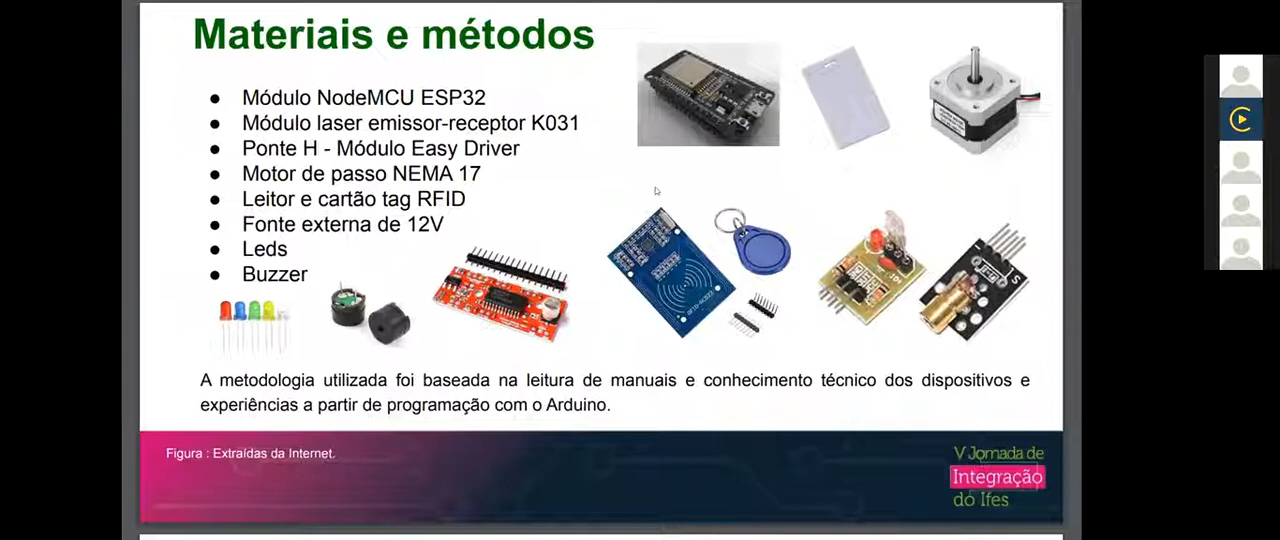 Materiais e métodos
● Módulo NodeMCU ESP32
● Módulo laser emissor-receptor K031
● Ponte H - Módulo Easy Driver
● Motor de passo NEMA 17
● Leitor e cartão tag RFID
● Fonte externa de 12V
● Leds
● Buzzer
A metodologia utilizada foi baseada na leitura de manuais e conhecimento técnico dos dispositivos e
experiências a partir de programação com o Arduino.
Figura : Extraídas da Internet.
V Jornada de
Integração
do Ifes